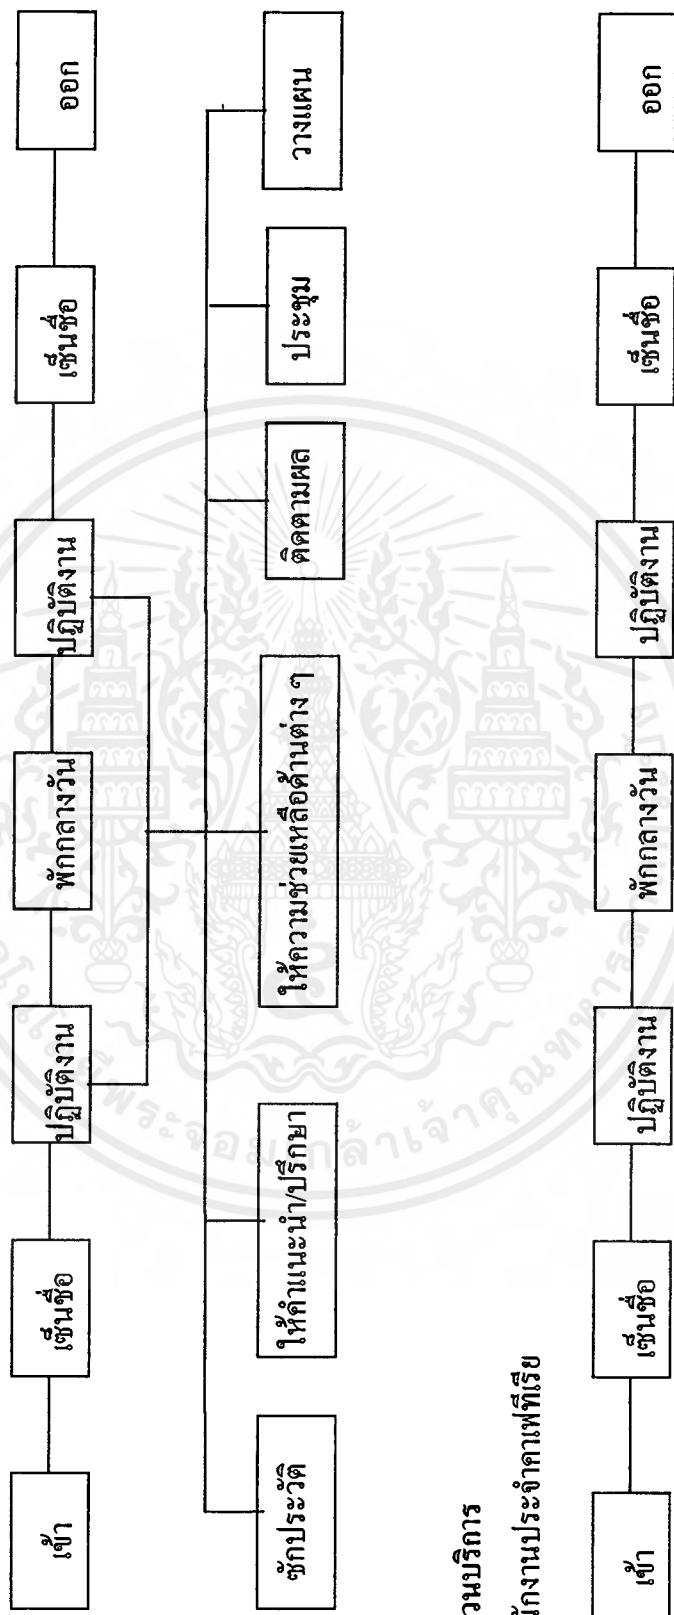 เข้า
เซ็นชื่อ
ปฏิบัติงาน
พักกลางวัน
ปฏิบัติงาน
เซ็นชื่อ
ออก
ซักประวัติ
ให้คำแนะนำ/ปรึกษา
ให้ความช่วยเหลือด้านต่าง ๆ
ติดตามผล
ประชุม
วางแผน
วนบริการ
ักงานประจำคาเฟทีเรีย
เข้า
เซ็นชื่อ
ปฏิบัติงาน
พักกลางวัน
ปฏิบัติงาน
เซ็นชื่อ
ออก